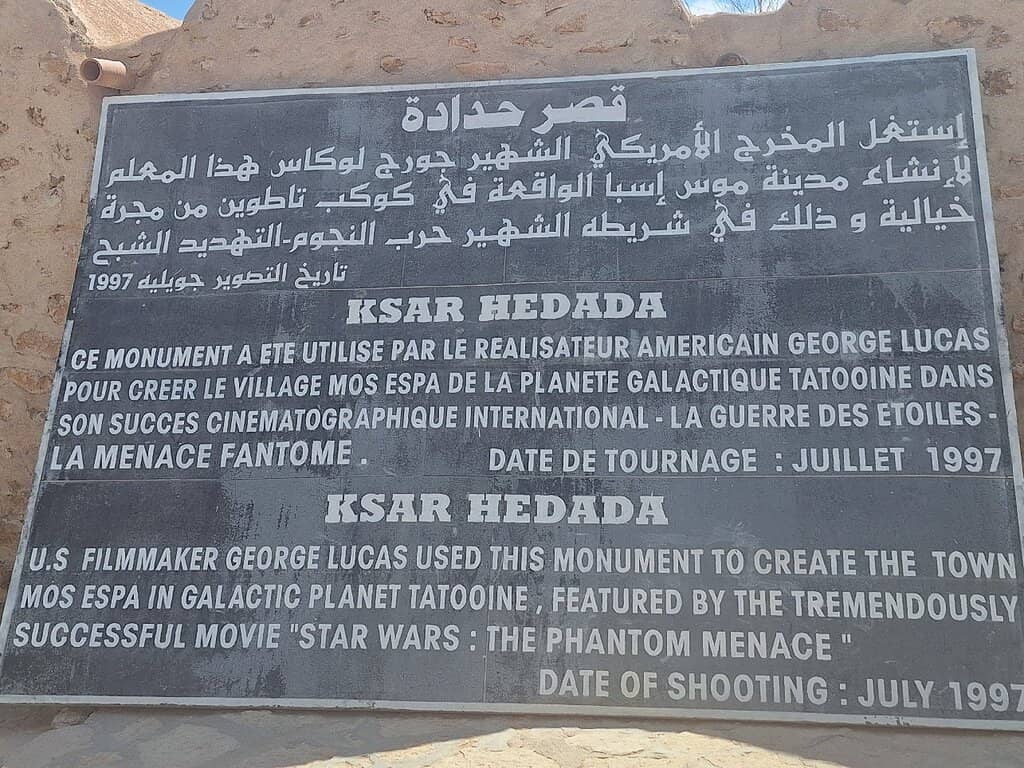 قصر حدادة
إستغل المخرج الأمريكي الشهير جورج لوكاس هذا المعلم
لإنشاء مدينة موس إسبا الواقعة في كوكب تاطوين من مجرة
خيالية و ذلك في شريطه الشهير حرب النجوم-التهديد الشبح
تاريخ التصوير جويليه 1997
KSAR HEDADA
CE MONUMENT A ETE UTILISE PAR LE REALISATEUR AMERICAIN GEORGE LUCAS
POUR CREER LE VILLAGE MOS ESPA DE LA PLANETE GALACTIQUE TATOOINE DANS
SON SUCCES CINEMATOGRAPHIQUE INTERNATIONAL - LA GUERRE DES ETOILES -
LA MENACE FANTOME . DATE DE TOURNAGE : JUILLET 1997
KSAR HEDADA
U.S FILMMAKER GEORGE LUCAS USED THIS MONUMENT TO CREATE THE TOWN
MOS ESPA IN GALACTIC PLANET TATOOINE , FEATURED BY THE TREMENDOUSLY
SUCCESSFUL MOVIE "STAR WARS : THE PHANTOM MENACE "
DATE OF SHOOTING : JULY 1997